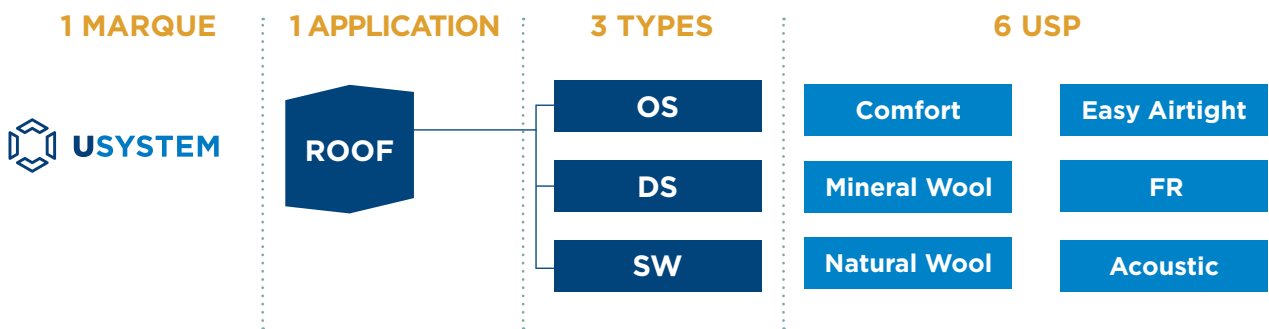 1 MARQUE
1 APPLICATION
3 TYPES
6 USP
USYSTEM
ROOF
OS
DS
SW
Comfort
Easy Airtight
Mineral Wool
FR
Natural Wool
Acoustic